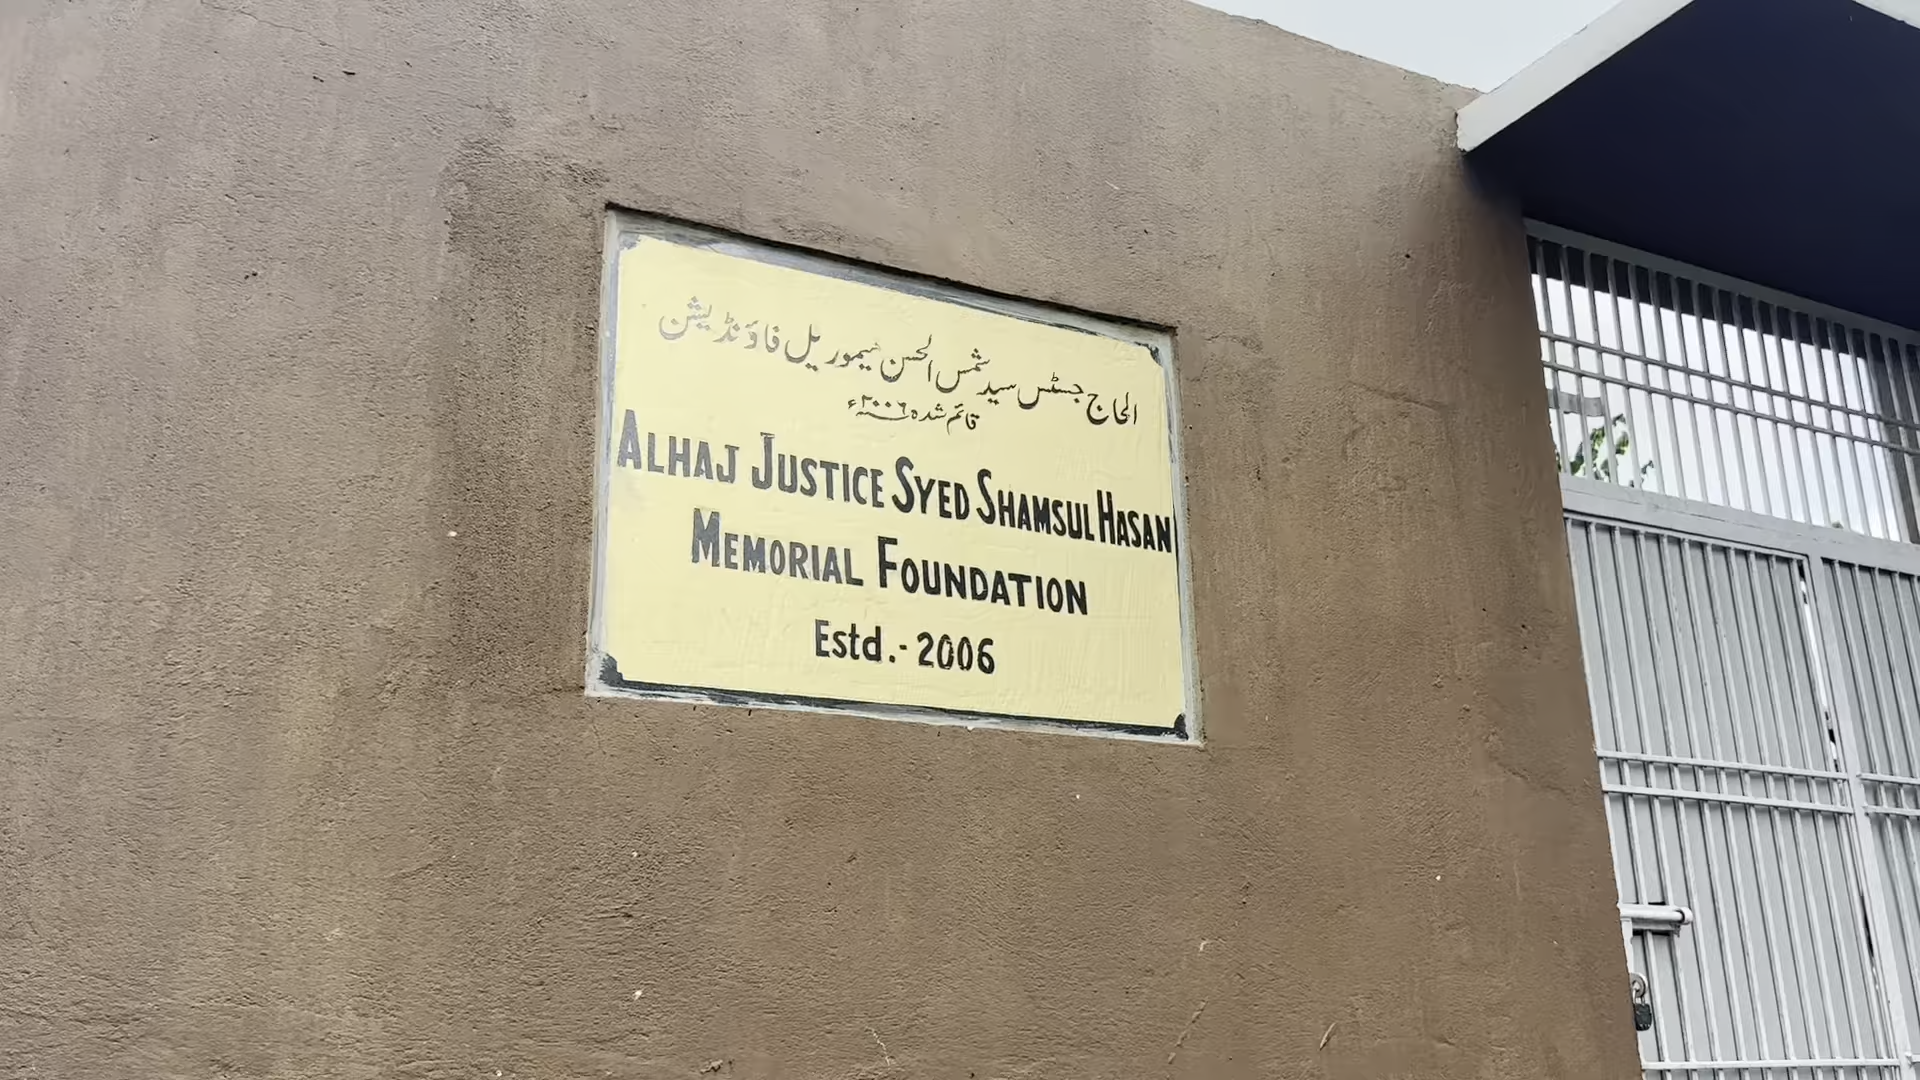 الحاج جسٹس سید شمس الحسن میموریل فاؤنڈیشن
قائم شدہ ۲۰۰۶ء
ALHAJ JUSTICE SYED SHAMSUL HASAN
MEMORIAL FOUNDATION
Estd.- 2006